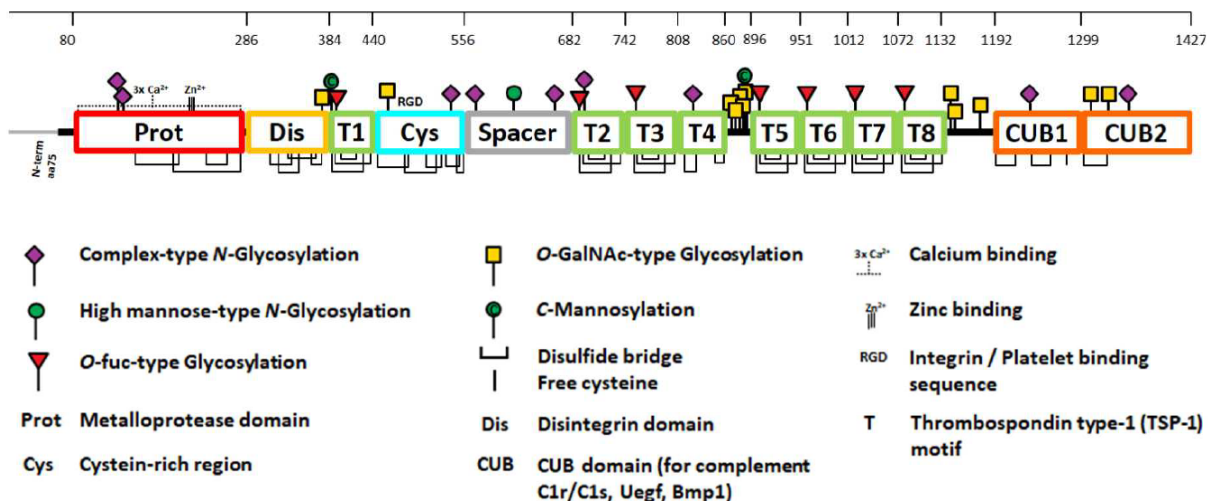 80 286 384 440 556 682 742 808 860 896 951 1012 1072 1132 1192 1299 1427
3x Ca²⁺ Zn²⁺ RGD
Prot Dis T1 Cys Spacer T2 T3 T4 T5 T6 T7 T8 CUB1 CUB2
N-term
aa75
Complex-type N-Glycosylation
O-GalNAc-type Glycosylation
3x Ca²⁺ Calcium binding
High mannose-type N-Glycosylation
C-Mannosylation
Zn²⁺ Zinc binding
O-fuc-type Glycosylation
Disulfide bridge
Free cysteine
RGD Integrin / Platelet binding
sequence
Prot Metalloprotease domain
Dis Disintegrin domain
T Thrombospondin type-1 (TSP-1)
motif
Cys Cystein-rich region
CUB CUB domain (for complement
C1r/C1s, Uegf, Bmp1)